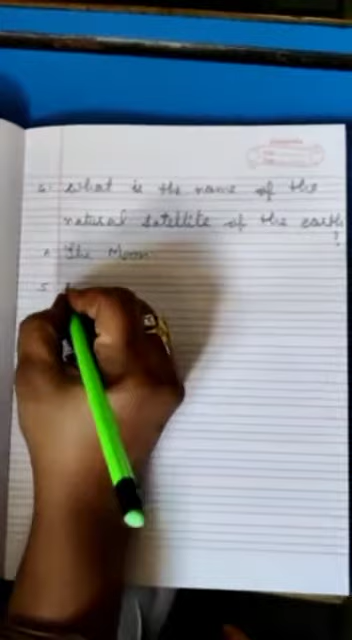 4. What is the name of the
natural satellite of the earth
?
A. The Moon
5.